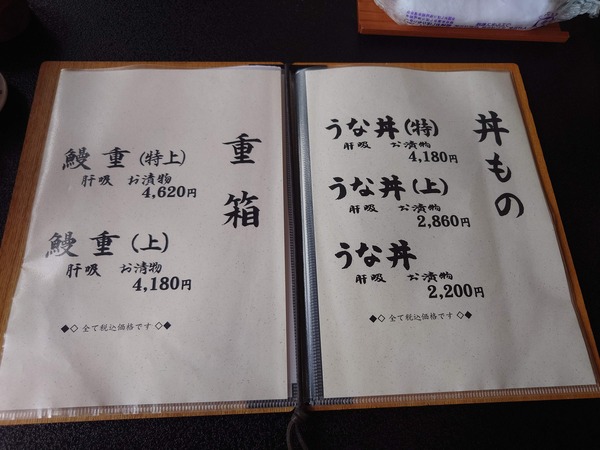 丼もの
うな丼(特)
肝吸 お漬物
4,180円
うな丼(上)
肝吸 お漬物
2,860円
うな丼
肝吸 お漬物
2,200円
◆◇ 全て税込価格です ◇◆
重箱
鰻重(特上)
肝吸 お漬物
4,620円
鰻重(上)
肝吸 お漬物
4,180円
◆◇ 全て税込価格です ◇◆